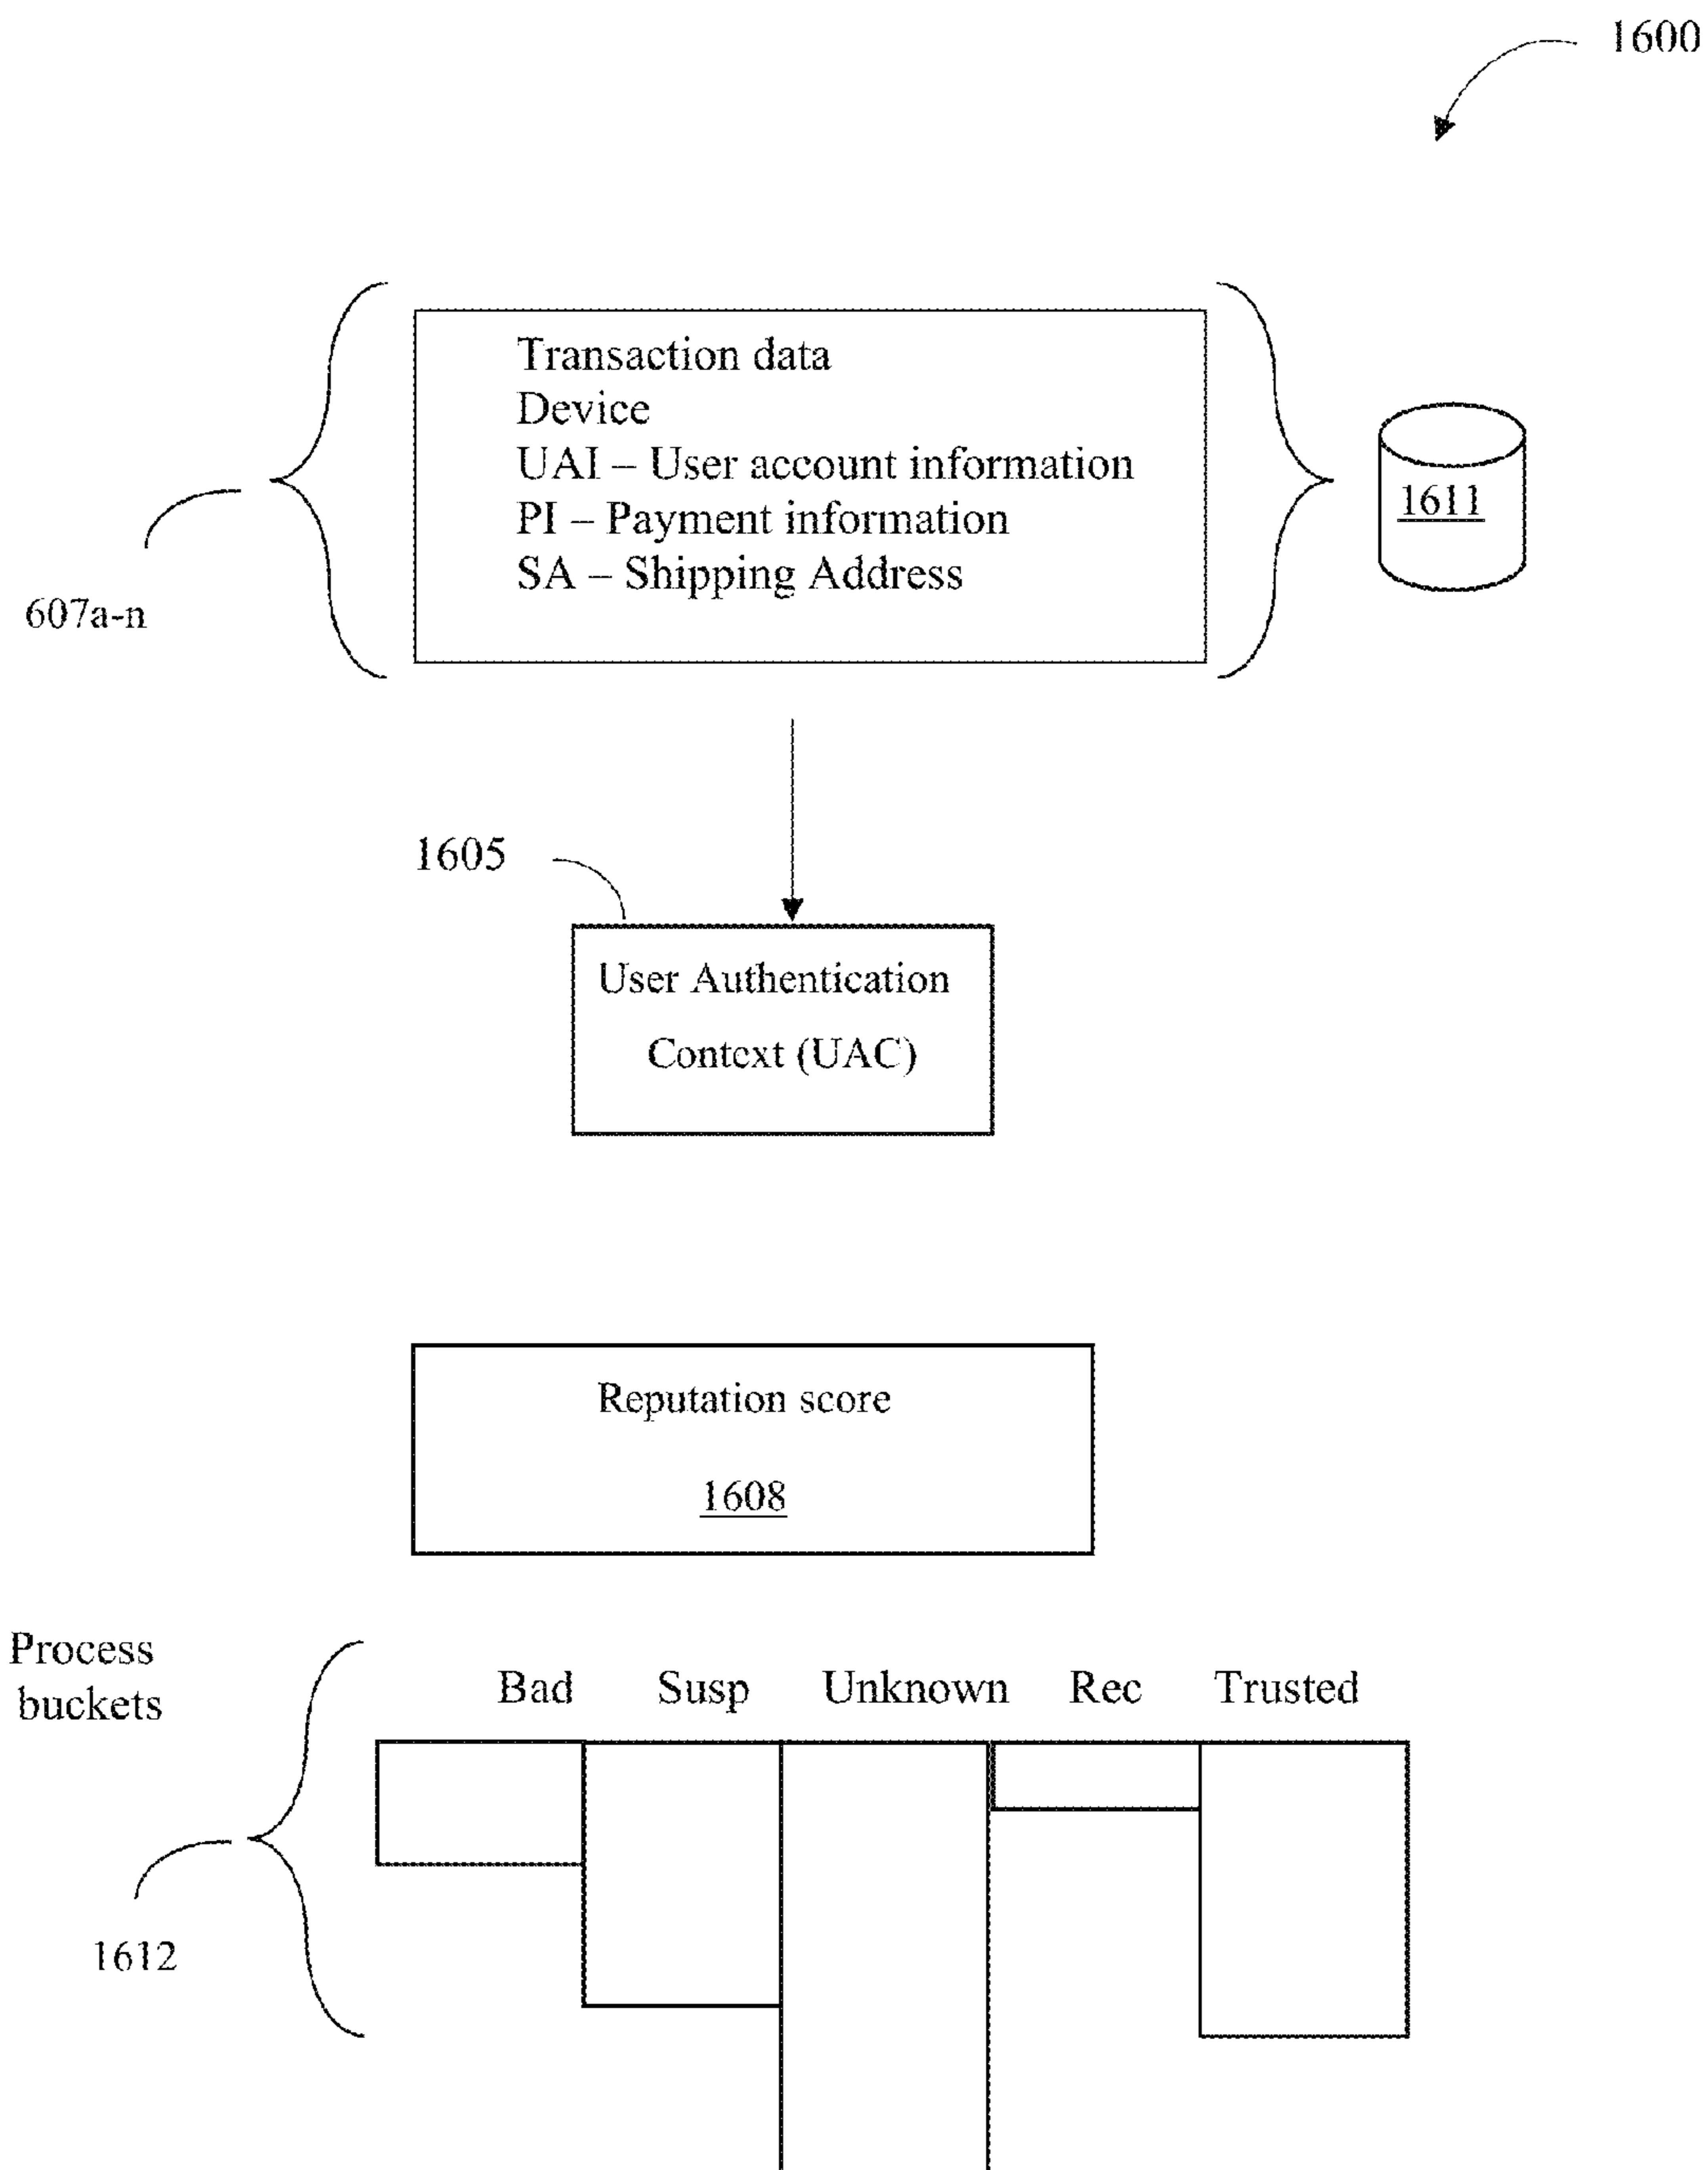 1600
Transaction data
Device
UAI – User account information
PI – Payment information
SA – Shipping Address
1611
607a-n
1605
User Authentication
Context (UAC)
Reputation score
1608
Process
buckets
Bad Susp Unknown Rec Trusted
1612